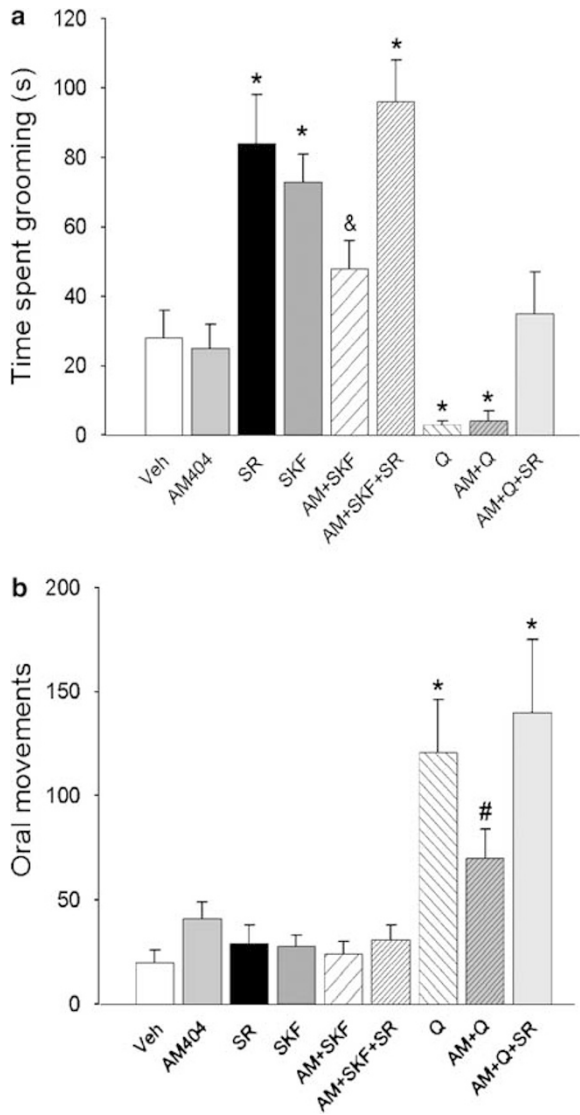 a
Time spent grooming (s)
120
100
80
60
40
20
0
*
*
&
*
*
*
Veh
AM404
SR
SKF
AM+SKF
AM+SKF+SR
Q
AM+Q
AM+Q+SR
b
Oral movements
200
150
100
50
0
*
#
*
Veh
AM404
SR
SKF
AM+SKF
AM+SKF+SR
Q
AM+Q
AM+Q+SR